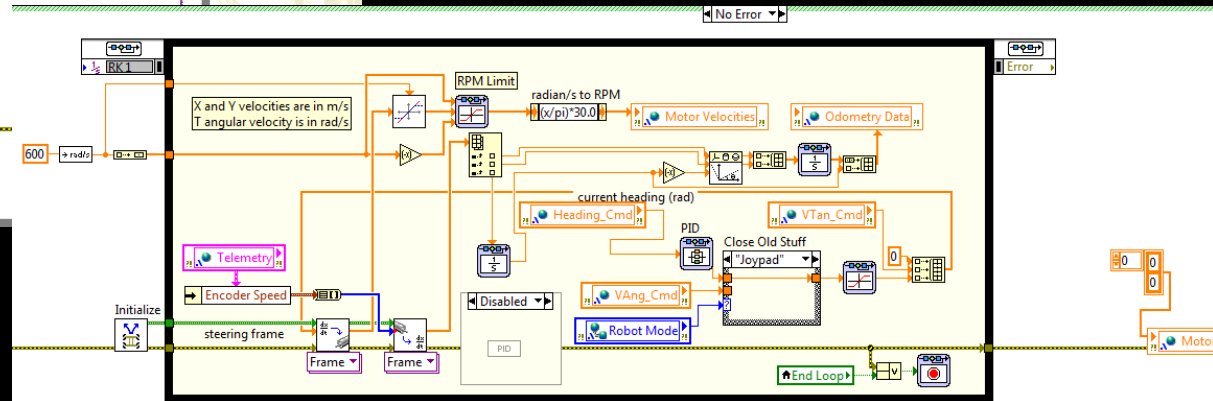 No Error
RK 1
Error
RPM Limit
radian/s to RPM
X and Y velocities are in m/s
T angular velocity is in rad/s
(x/pi)*30.0
Motor Velocities
Odometry Data
600
rad/s
current heading (rad)
Heading_Cmd
VTan_Cmd
PID
Close Old Stuff
"Joypad"
0
Telemetry
Encoder Speed
Disabled
VAng_Cmd
Initialize
steering frame
Robot Mode
PID
Frame
Frame
End Loop
0
0
0
Moto